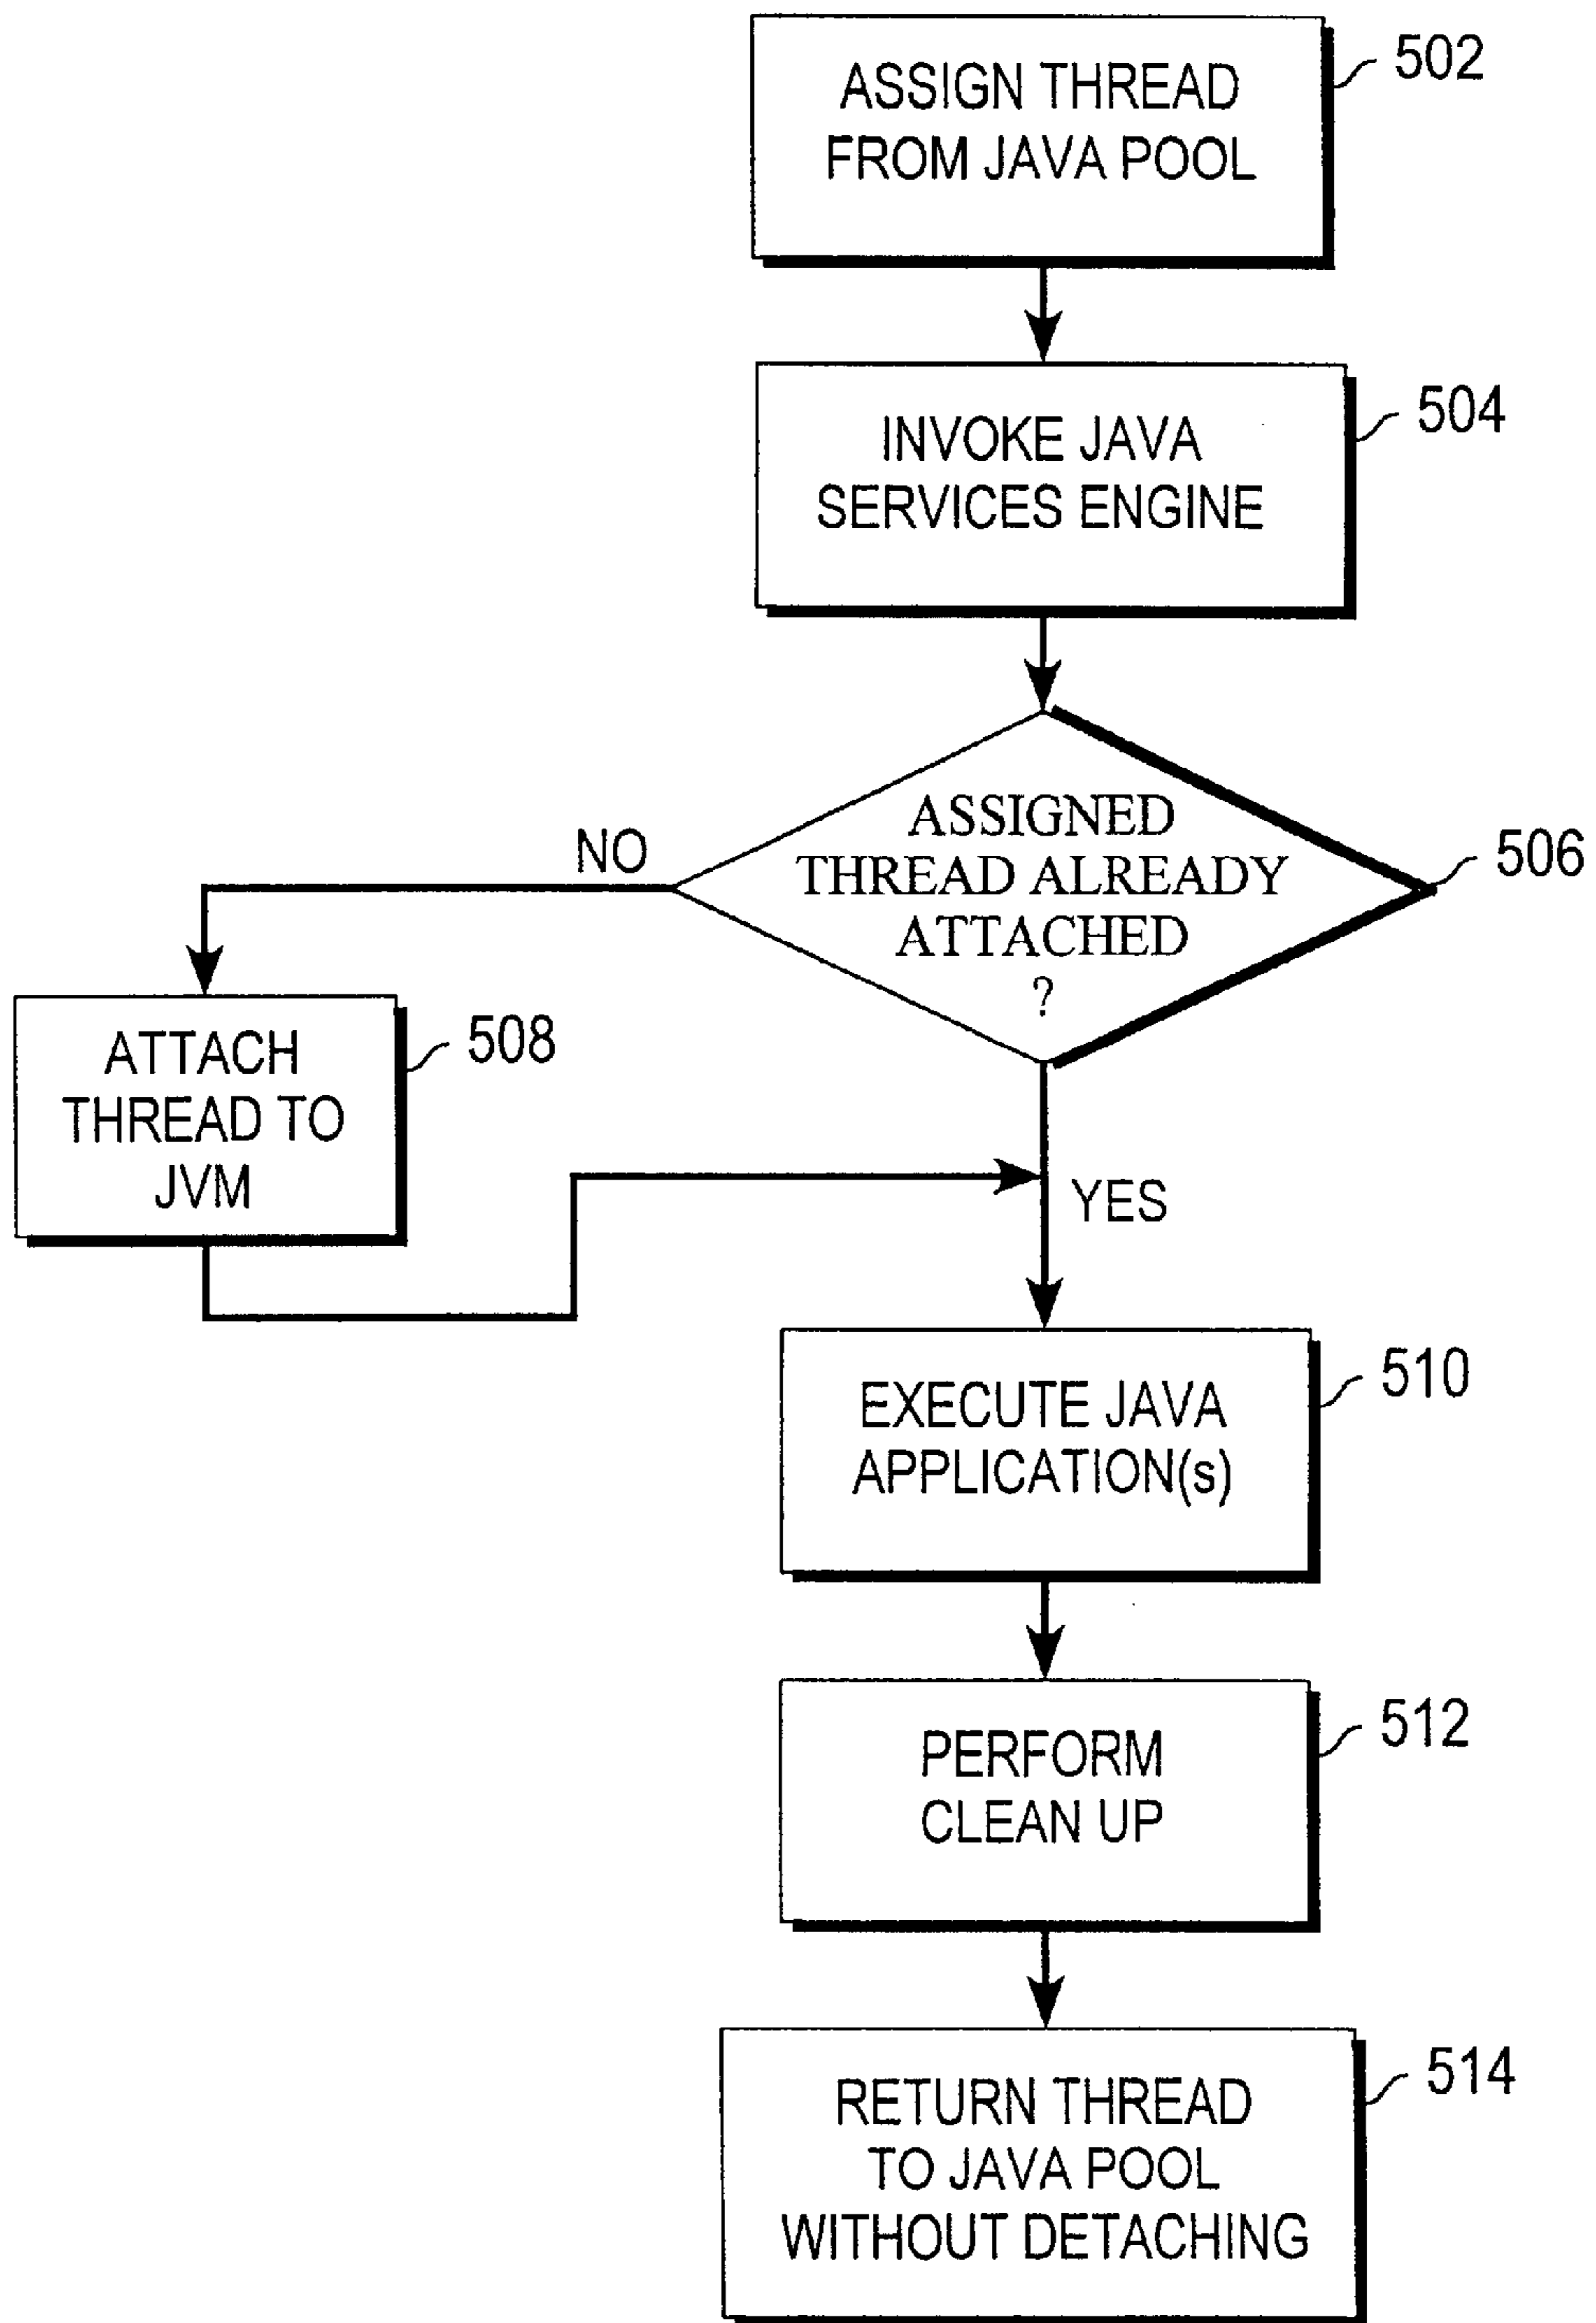 ASSIGN THREAD
FROM JAVA POOL
502
INVOKE JAVA
SERVICES ENGINE
504
ASSIGNED
THREAD ALREADY
ATTACHED
?
506
NO
ATTACH
THREAD TO
JVM
508
YES
EXECUTE JAVA
APPLICATION(s)
510
PERFORM
CLEAN UP
512
RETURN THREAD
TO JAVA POOL
WITHOUT DETACHING
514